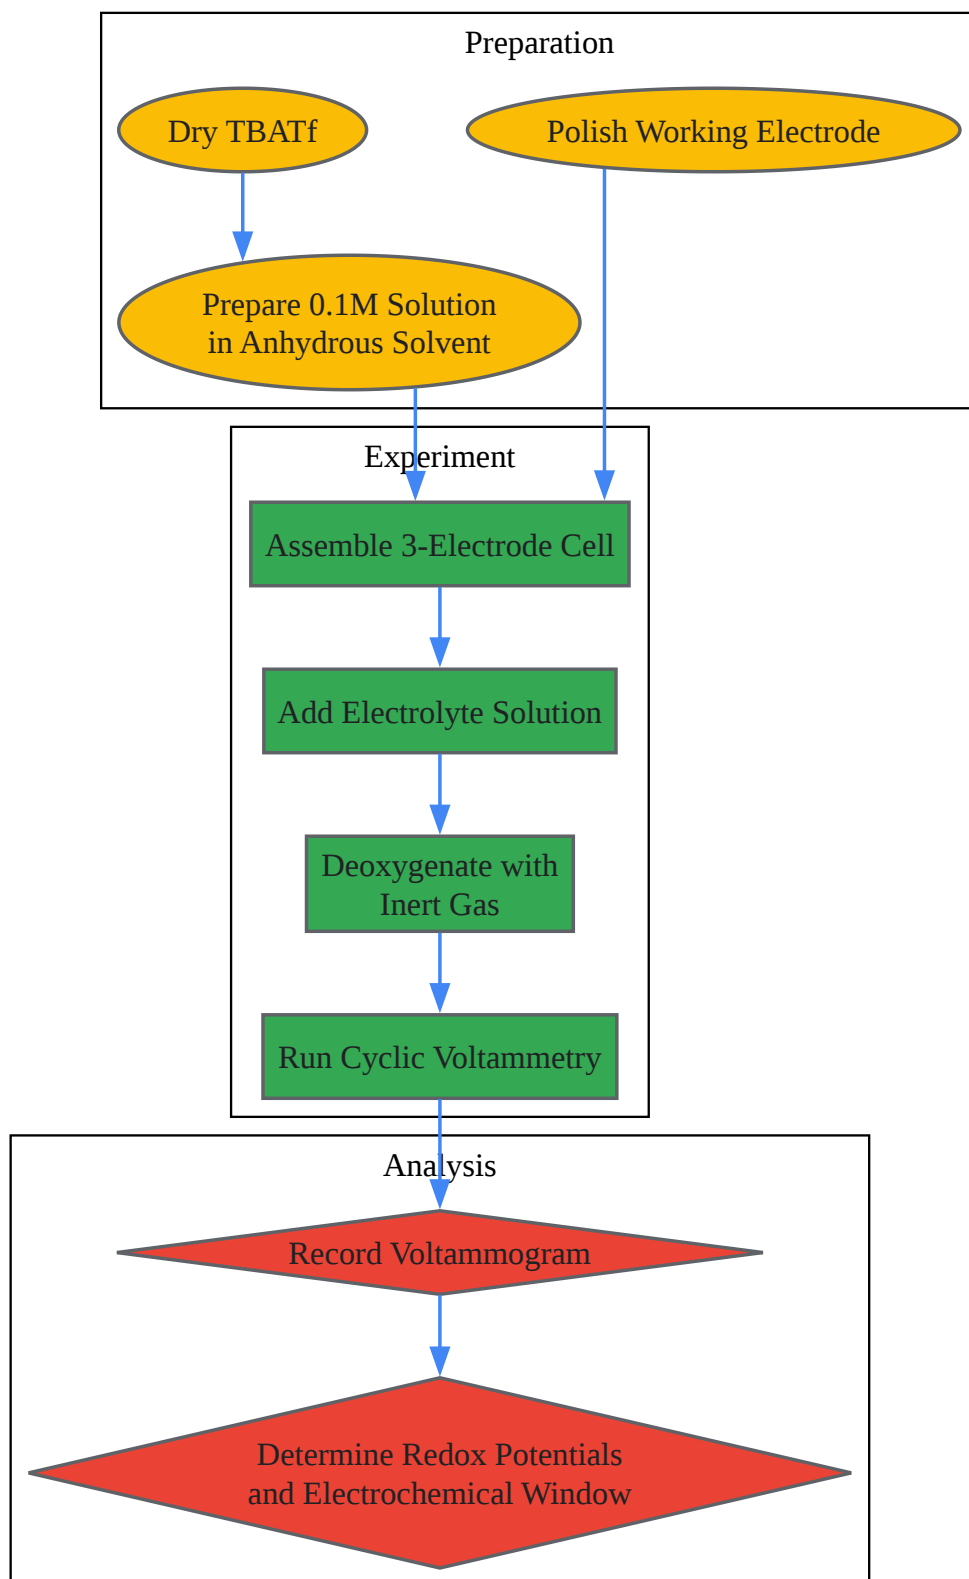 Preparation
Dry TBATf
Polish Working Electrode
Prepare 0.1M Solution
in Anhydrous Solvent
Experiment
Assemble 3-Electrode Cell
Add Electrolyte Solution
Deoxygenate with
Inert Gas
Run Cyclic Voltammetry
Analysis
Record Voltammogram
Determine Redox Potentials
and Electrochemical Window